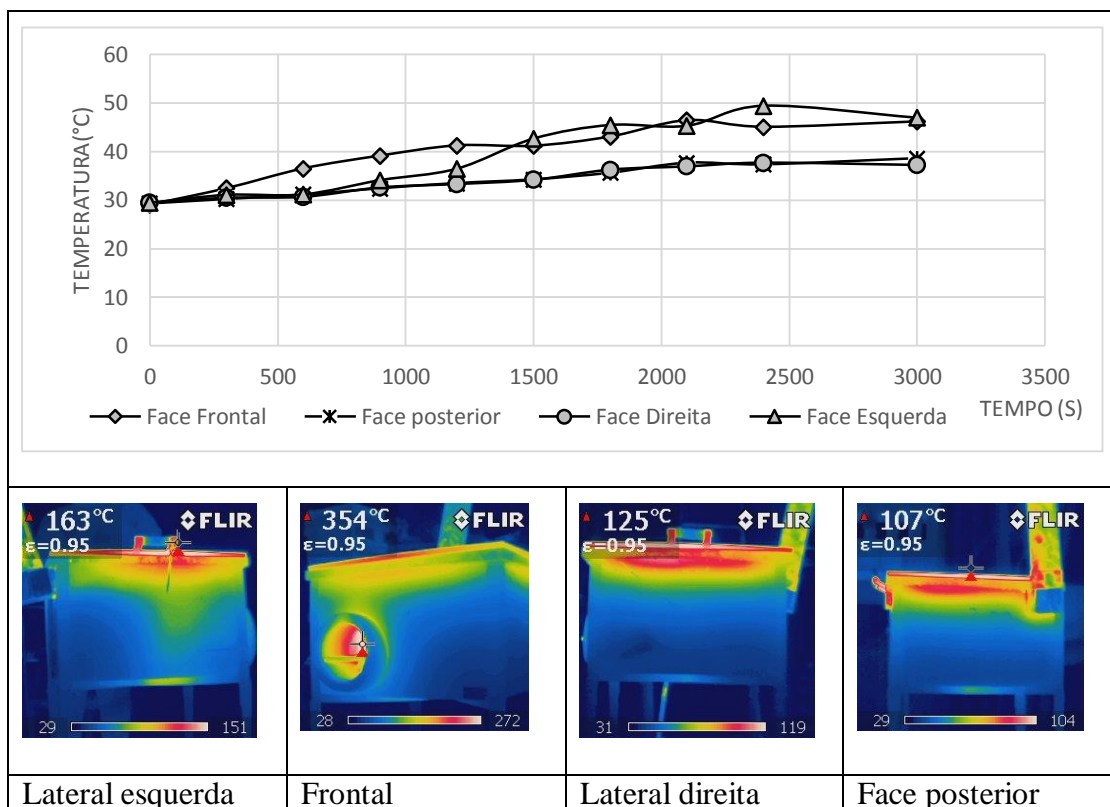 60
50
40
30
20
10
0
TEMPERATURA(°C)
0 500 1000 1500 2000 2500 3000 3500
TEMPO (S)
Face Frontal Face posterior Face Direita Face Esquerda
163°C FLIR
ε=0.95
29 151
354°C FLIR
ε=0.95
28 272
125°C FLIR
ε=0.95
31 119
107°C FLIR
ε=0.95
29 104
Lateral esquerda Frontal Lateral direita Face posterior